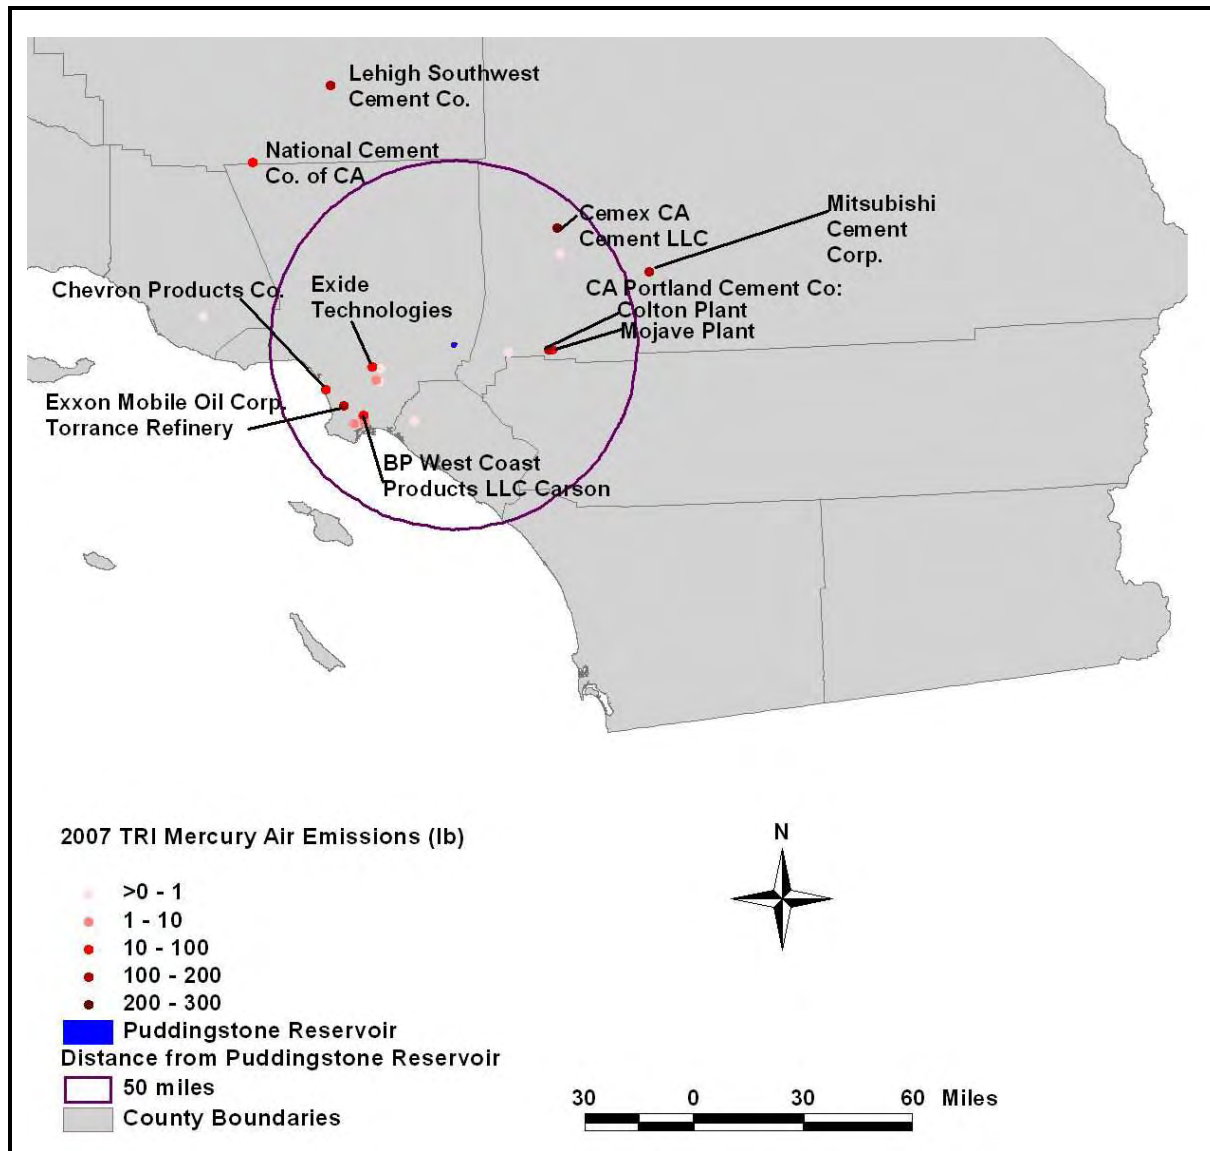 Lehigh Southwest
Cement Co.
National Cement
Co. of CA
Mitsubishi
Cement
Corp.
Cemex CA
Cement LLC
Chevron Products Co.
Exide
Technologies
CA Portland Cement Co:
Colton Plant
Mojave Plant
Exxon Mobile Oil Corp.
Torrance Refinery
BP West Coast
Products LLC Carson
2007 TRI Mercury Air Emissions (lb)
>0 - 1
1 - 10
10 - 100
100 - 200
200 - 300
Puddingstone Reservoir
Distance from Puddingstone Reservoir
50 miles
County Boundaries
N
30 0 30 60 Miles